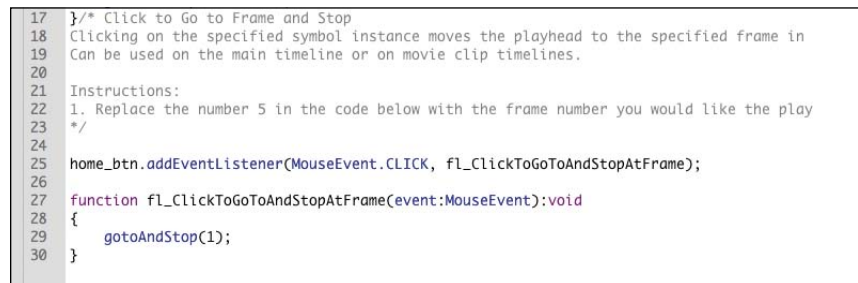 17 }/* Click to Go to Frame and Stop
18 Clicking on the specified symbol instance moves the playhead to the specified frame in
19 Can be used on the main timeline or on movie clip timelines.
20
21 Instructions:
22 1. Replace the number 5 in the code below with the frame number you would like the play
23 */
24
25 home_btn.addEventListener(MouseEvent.CLICK, fl_ClickToGoToAndStopAtFrame);
26
27 function fl_ClickToGoToAndStopAtFrame(event:MouseEvent):void
28 {
29     gotoAndStop(1);
30 }